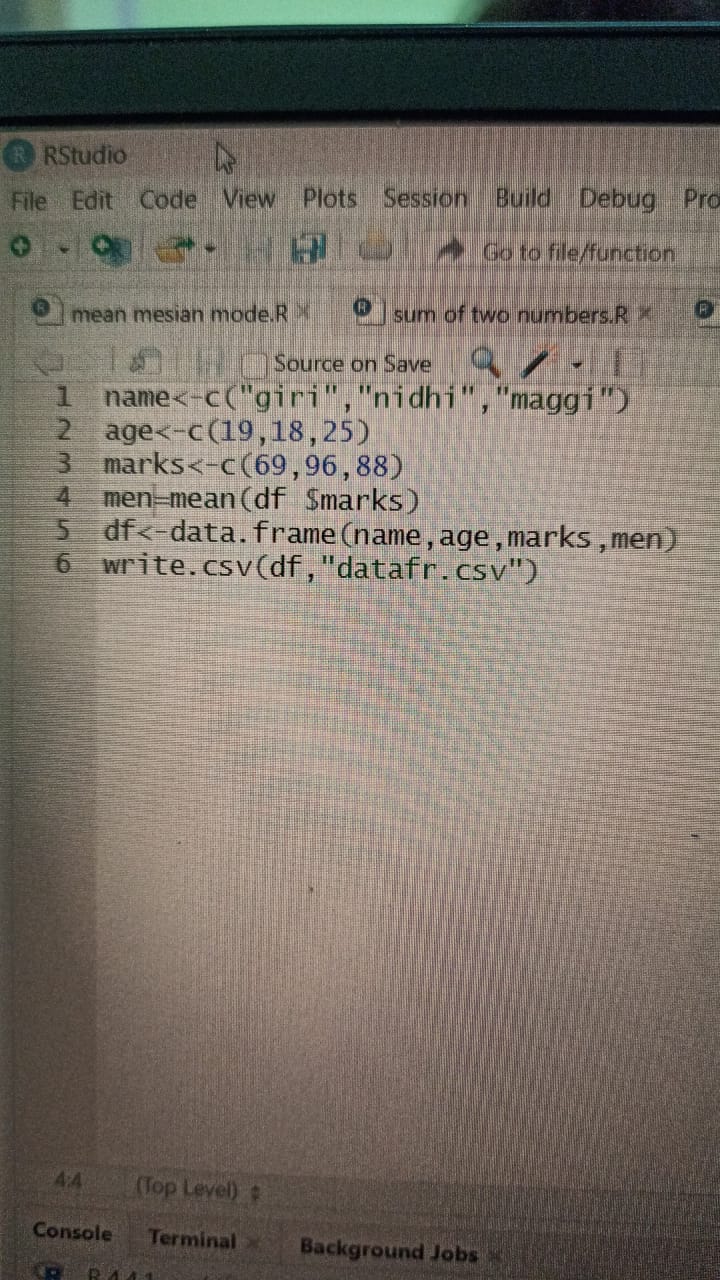 RStudio
File Edit Code View Plots Session Build Debug Pro
Go to file/function
mean mesian mode.R sum of two numbers.R
Source on Save
1 name<-c("giri","nidhi","maggi")
2 age<-c(19,18,25)
3 marks<-c(69,96,88)
4 men=mean(df $marks)
5 df<-data.frame(name,age,marks,men)
6 write.csv(df,"datafr.csv")
4:4 (Top Level)
Console Terminal Background Jobs